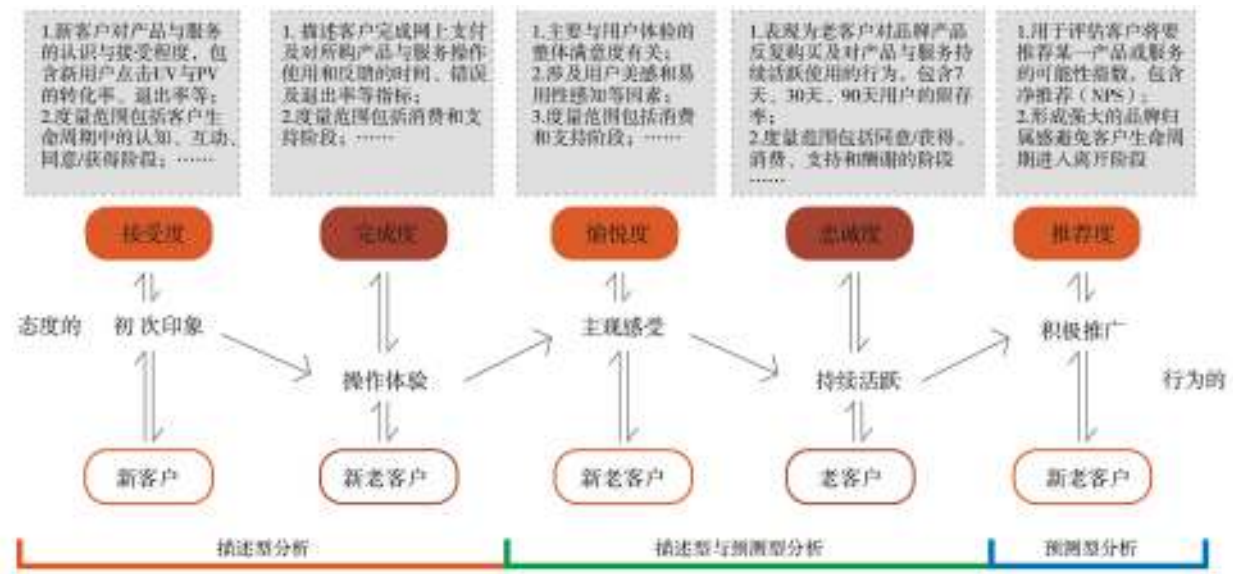 1.新客户对产品与服务
的认识与接受程度，包
含新用户点击UV与PV
的转化率、退出率等；
2.度量范围包括客户生
命周期中的认知、互动、
同意/获得阶段；……
1. 描述客户完成网上支付
及对所购产品与服务操作
使用和反馈的时间、错误
及退出率等指标；
2.度量范围包括消费和支
持阶段；……
1.主要与用户体验的
整体满意度有关；
2.涉及用户美感和易
用性感知等因素；
3.度量范围包括消费
和支持阶段；……
1.表现为老客户对品牌产品
反复购买及对产品与服务持
续活跃使用的行为，包含7
天、30天、90天用户的留存
率；
2.度量范围包括同意/获得、
消费、支持和酬谢的阶段
……
1.用于评估客户将要
推荐某一产品或服务
的可能性指数，包含
净推荐（NPS）；
2.形成强大的品牌归
属感避免客户生命周
期进入离开阶段
接受度
完成度
愉悦度
忠诚度
推荐度
态度的
初次印象
主观感受
积极推广
操作体验
持续活跃
行为的
新客户
新老客户
新老客户
老客户
新老客户
描述型分析
描述型与预测型分析
预测型分析